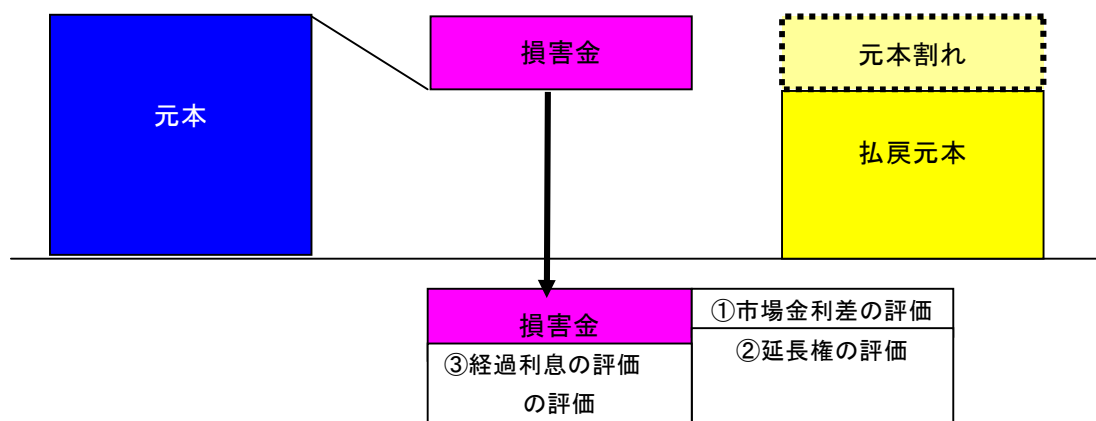 元本
損害金
元本割れ
払戻元本
損害金
①市場金利差の評価
②延長権の評価
③経過利息の評価
の評価